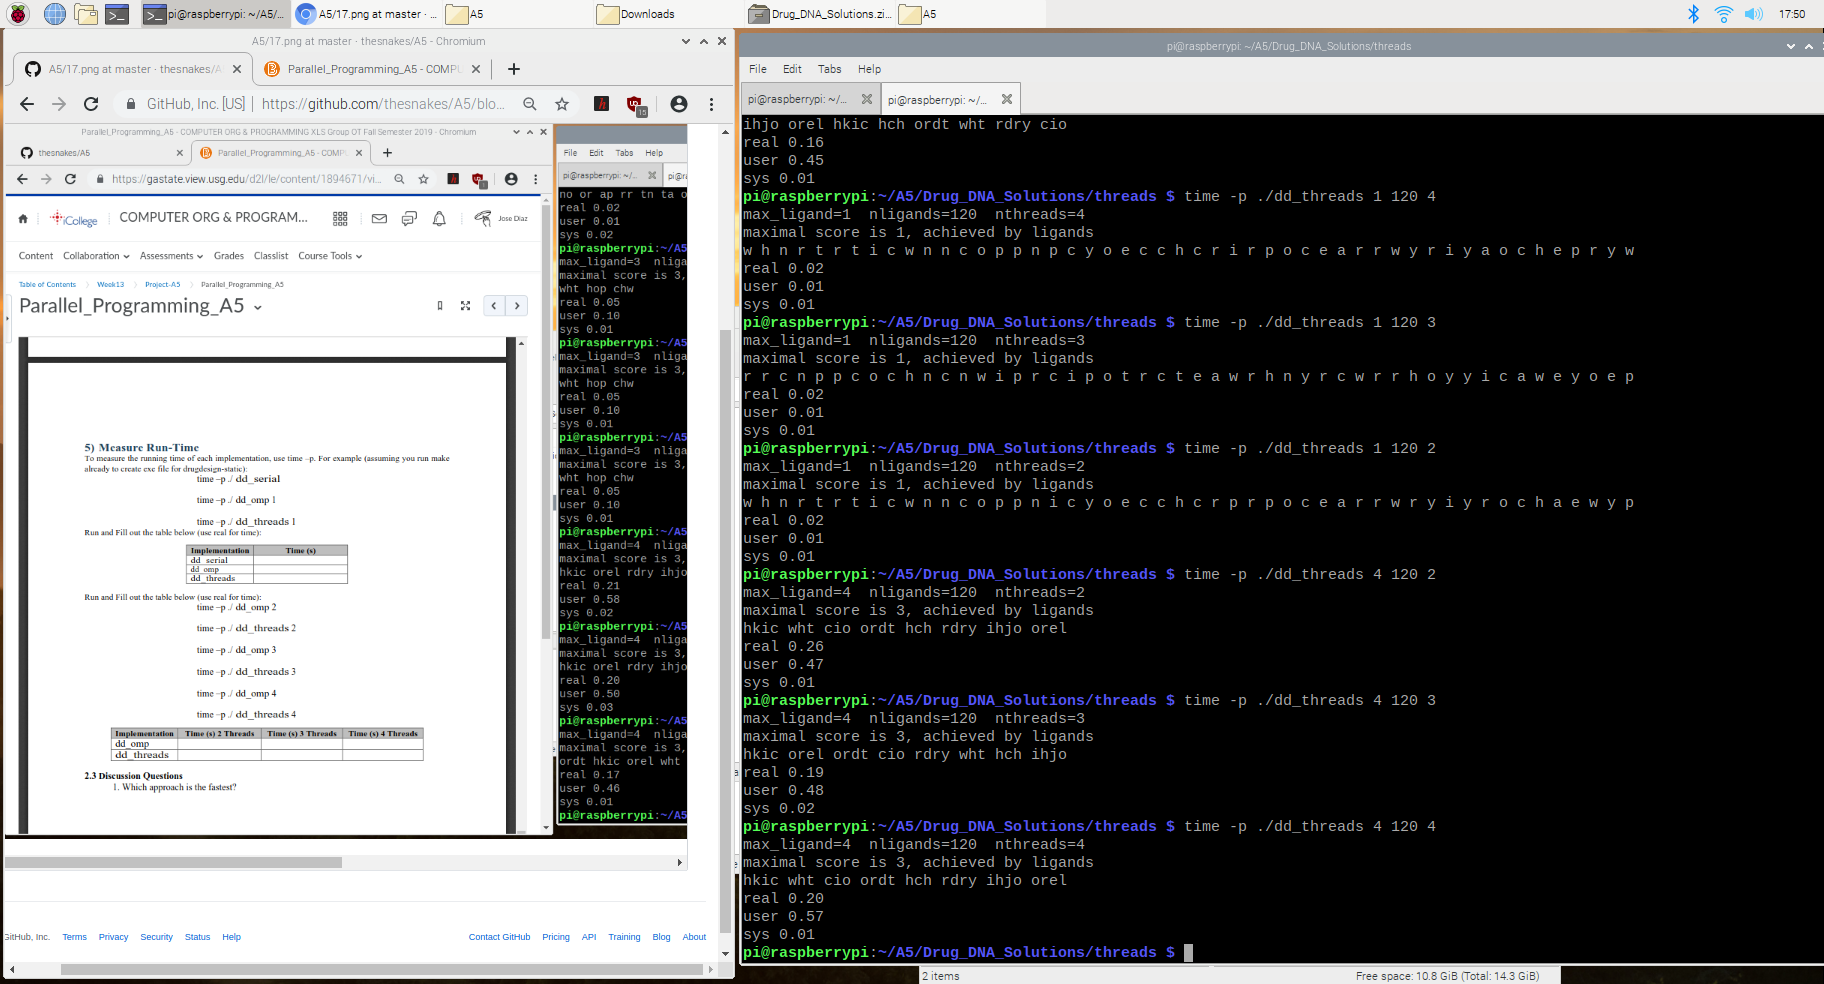 pi@raspberrypi: ~/A5/...
A5/17.png at master · ...
A5
Downloads
Drug_DNA_Solutions.zi...
A5
17:50
A5/17.png at master · thesnakes/A5 - Chromium
A5/17.png at master · thesnakes/A
Parallel_Programming_A5 - COMPU
GitHub, Inc. [US]
https://github.com/thesnakes/A5/blo...
15
Parallel_Programming_A5 - COMPUTER ORG & PROGRAMMING XLS Group OT Fall Semester 2019 - Chromium
thesnakes/A5
Parallel_Programming_A5 - COMP
https://gastate.view.usg.edu/d2l/le/content/1894671/vi...
iCollege
COMPUTER ORG & PROGRAM...
Jose Diaz
Content Collaboration Assessments Grades Classlist Course Tools
Table of Contents Week13 Project-A5 Parallel_Programming_A5
Parallel_Programming_A5
5) Measure Run-Time
To measure the running time of each implementation, use time –p. For example (assuming you run make
already to create exe file for drugdesign-static):
time –p ./ dd_serial
time –p ./ dd_omp 1
time –p ./ dd_threads 1
Run and Fill out the table below (use real for time):
Implementation Time (s)
dd_serial
dd_omp
dd_threads
Run and Fill out the table below (use real for time):
time –p ./ dd_omp 2
time –p ./ dd_threads 2
time –p ./ dd_omp 3
time –p ./ dd_threads 3
time –p ./ dd_omp 4
time –p ./ dd_threads 4
Implementation Time (s) 2 Threads Time (s) 3 Threads Time (s) 4 Threads
dd_omp
dd_threads
2.3 Discussion Questions
1. Which approach is the fastest?
File Edit Tabs Help
pi@raspberrypi: ~/...
pi@r
no or ap rr tn ta o
real 0.02
user 0.01
sys 0.02
pi@raspberrypi:~/A5
max_ligand=3 nliga
maximal score is 3,
wht hop chw
real 0.05
user 0.10
sys 0.01
pi@raspberrypi:~/A5
max_ligand=3 nliga
maximal score is 3,
wht hop chw
real 0.05
user 0.10
sys 0.01
pi@raspberrypi:~/A5
max_ligand=3 nliga
maximal score is 3,
wht hop chw
real 0.05
user 0.10
sys 0.01
pi@raspberrypi:~/A5
max_ligand=4 nliga
maximal score is 3,
hkic orel rdry ihjo
real 0.21
user 0.58
sys 0.02
pi@raspberrypi:~/A5
max_ligand=4 nliga
maximal score is 3,
hkic orel rdry ihjo
real 0.20
user 0.50
sys 0.03
pi@raspberrypi:~/A5
max_ligand=4 nliga
maximal score is 3,
ordt hkic orel wht
real 0.17
user 0.46
sys 0.01
pi@raspberrypi:~/A5
GitHub, Inc. Terms Privacy Security Status Help Contact GitHub Pricing API Training Blog About
pi@raspberrypi: ~/A5/Drug_DNA_Solutions/threads
File Edit Tabs Help
pi@raspberrypi: ~/...
pi@raspberrypi: ~/...
ihjo orel hkic hch ordt wht rdry cio
real 0.16
user 0.45
sys 0.01
pi@raspberrypi:~/A5/Drug_DNA_Solutions/threads $ time -p ./dd_threads 1 120 4
max_ligand=1 nligands=120 nthreads=4
maximal score is 1, achieved by ligands
w h n r t r t i c w n n c o p p n p c y o e c c h c r i r p o c e a r r w y r i y a o c h e p r y w
real 0.02
user 0.01
sys 0.01
pi@raspberrypi:~/A5/Drug_DNA_Solutions/threads $ time -p ./dd_threads 1 120 3
max_ligand=1 nligands=120 nthreads=3
maximal score is 1, achieved by ligands
r r c n p p c o c h n c n w i p r c i p o t r c t e a w r h n y r c w r r h o y y i c a w e y o e p
real 0.02
user 0.01
sys 0.01
pi@raspberrypi:~/A5/Drug_DNA_Solutions/threads $ time -p ./dd_threads 1 120 2
max_ligand=1 nligands=120 nthreads=2
maximal score is 1, achieved by ligands
w h n r t r t i c w n n c o p p n i c y o e c c h c r p r p o c e a r r w r y i y r o c h a e w y p
real 0.02
user 0.01
sys 0.01
pi@raspberrypi:~/A5/Drug_DNA_Solutions/threads $ time -p ./dd_threads 4 120 2
max_ligand=4 nligands=120 nthreads=2
maximal score is 3, achieved by ligands
hkic wht cio ordt hch rdry ihjo orel
real 0.26
user 0.47
sys 0.01
pi@raspberrypi:~/A5/Drug_DNA_Solutions/threads $ time -p ./dd_threads 4 120 3
max_ligand=4 nligands=120 nthreads=3
maximal score is 3, achieved by ligands
hkic orel ordt cio rdry wht hch ihjo
real 0.19
user 0.48
sys 0.02
pi@raspberrypi:~/A5/Drug_DNA_Solutions/threads $ time -p ./dd_threads 4 120 4
max_ligand=4 nligands=120 nthreads=4
maximal score is 3, achieved by ligands
hkic wht cio ordt hch rdry ihjo orel
real 0.20
user 0.57
sys 0.01
pi@raspberrypi:~/A5/Drug_DNA_Solutions/threads $
2 items
Free space: 10.8 GiB (Total: 14.3 GiB)